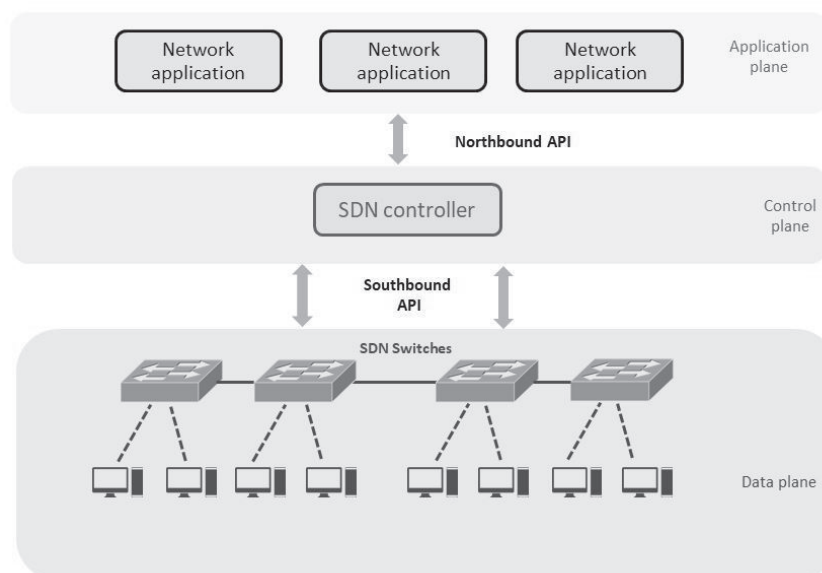 Network
application
Network
application
Network
application
Application
plane
Northbound API
SDN controller
Control
plane
Southbound
API
SDN Switches
Data plane